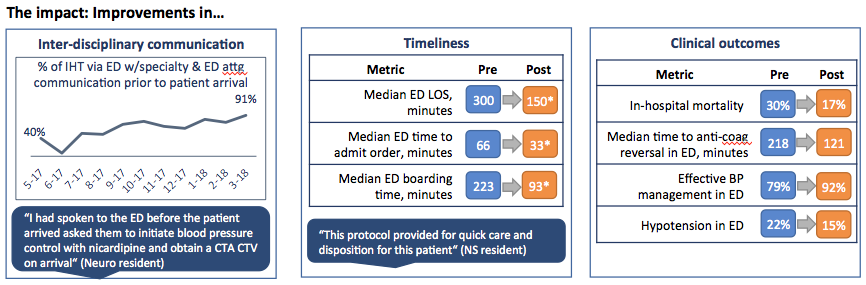 The impact: Improvements in…
Inter-disciplinary communication
% of IHT via ED w/specialty & ED attg
communication prior to patient arrival
91%
40%
5-17
6-17
7-17
8-17
9-17
10-17
11-17
12-17
1-18
2-18
3-18
“I had spoken to the ED before the patient
arrived asked them to initiate blood pressure
control with nicardipine and obtain a CTA CTV
on arrival” (Neuro resident)
Timeliness
Metric Pre Post
Median ED LOS,
minutes
300 150*
Median ED time to
admit order, minutes
66 33*
Median ED boarding
time, minutes
223 93*
“This protocol provided for quick care and
disposition for this patient” (NS resident)
Clinical outcomes
Metric Pre Post
In-hospital mortality 30% 17%
Median time to anti-coag
reversal in ED, minutes
218 121
Effective BP
management in ED
79% 92%
Hypotension in ED 22% 15%